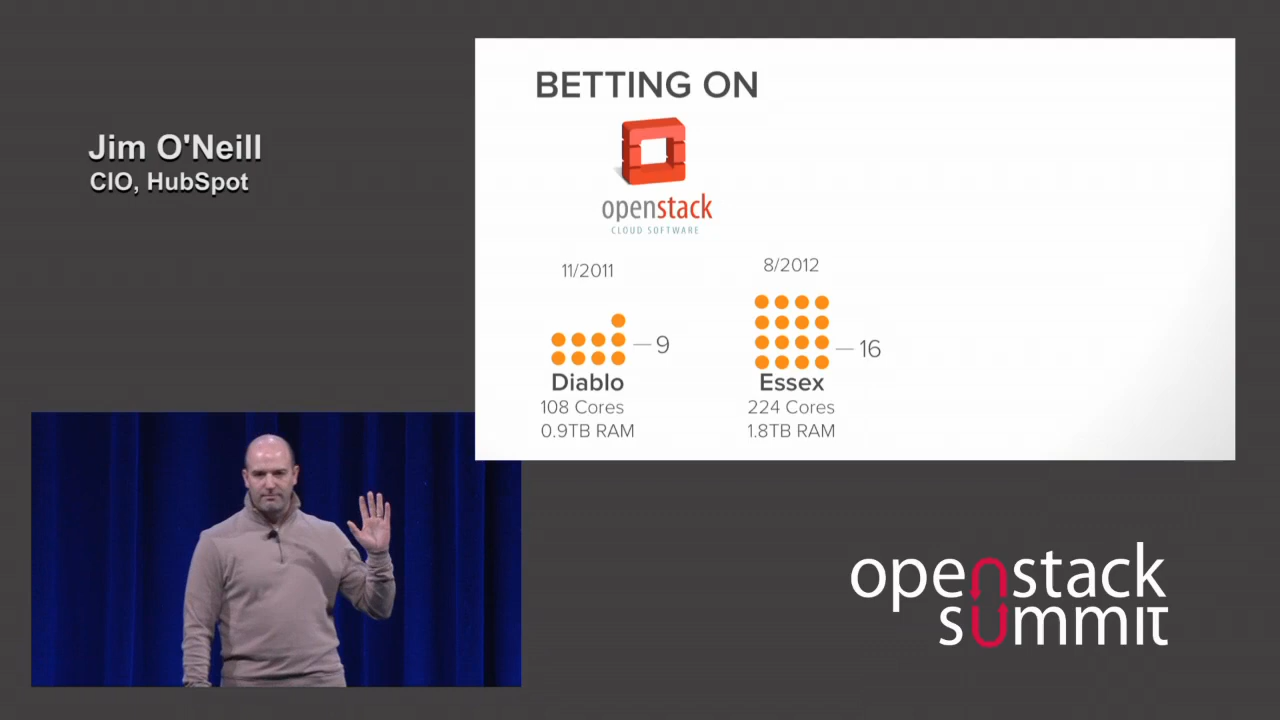 Jim O'Neill
CIO, HubSpot
BETTING ON
openstack
CLOUD SOFTWARE
11/2011
8/2012
9
16
Diablo
Essex
108 Cores
224 Cores
0.9TB RAM
1.8TB RAM
openstack
summit